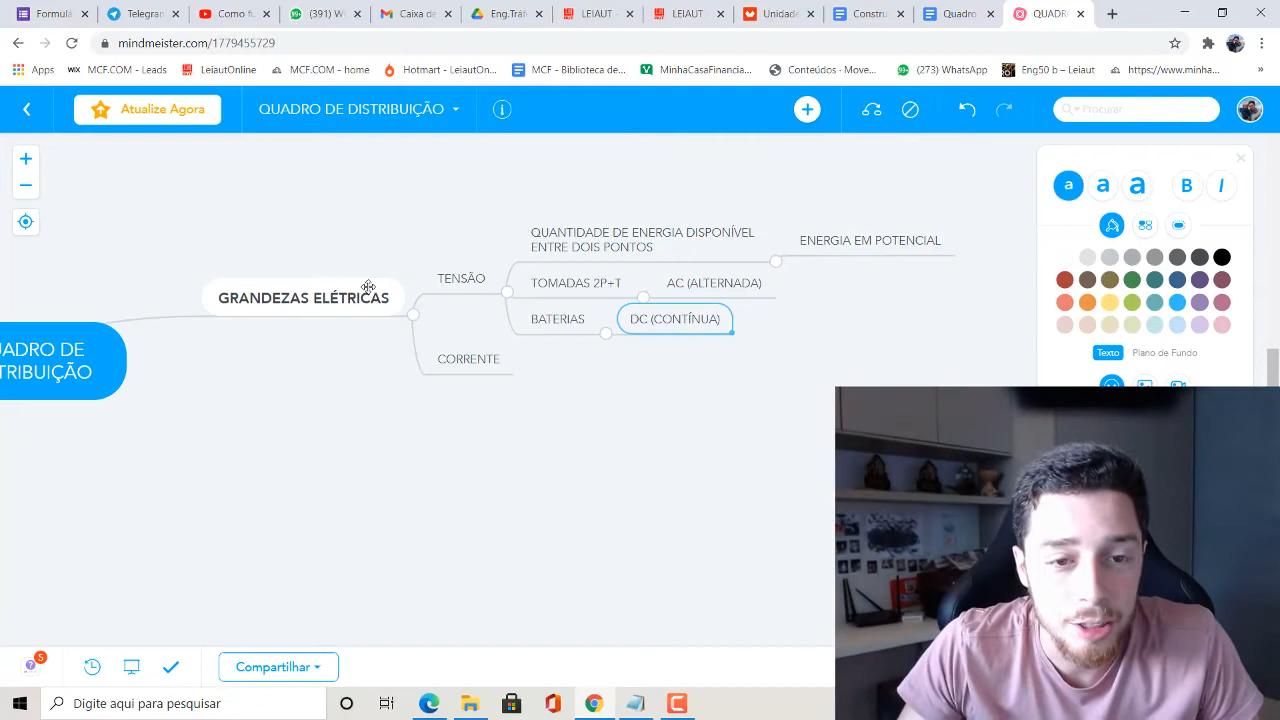 Formulá
Telegran
Como fu
(391) W
Caixa de
Eng.Tráf
LEIAUT -
LEIAUT -
Unidade
Constru
Quadro
QUADRO
mindmeister.com/1779455729
Apps
WIX
MCF.COM - Leads
LeiautOnline
MCF.COM - home
Hotmart - LeiautOn...
MCF - Biblioteca de...
MinhaCasaFinancia...
Conteúdos · Move...
(273) WhatsApp
Eng50 b – Leiaut
https://www.minha...
»
Atualize Agora
QUADRO DE DISTRIBUIÇÃO
Procurar
a a a B I
QUANTIDADE DE ENERGIA DISPONÍVEL
ENTRE DOIS PONTOS
ENERGIA EM POTENCIAL
TENSÃO
TOMADAS 2P+T
AC (ALTERNADA)
GRANDEZAS ELÉTRICAS
BATERIAS
DC (CONTÍNUA)
CORRENTE
UADRO DE
TRIBUIÇÃO
Texto
Plano de Fundo
5
Compartilhar
Digite aqui para pesquisar